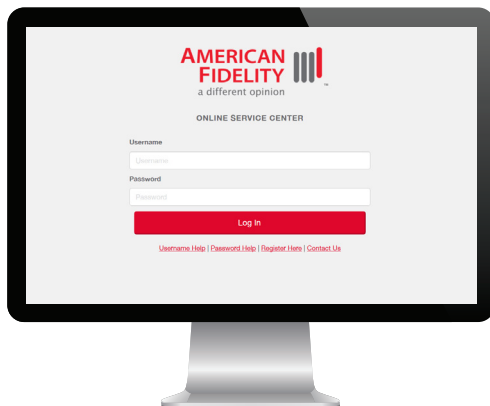 AMERICAN
FIDELITY
™
a different opinion
ONLINE SERVICE CENTER
Username
Username
Password
Password
Log In
Username Help | Password Help | Register Here | Contact Us